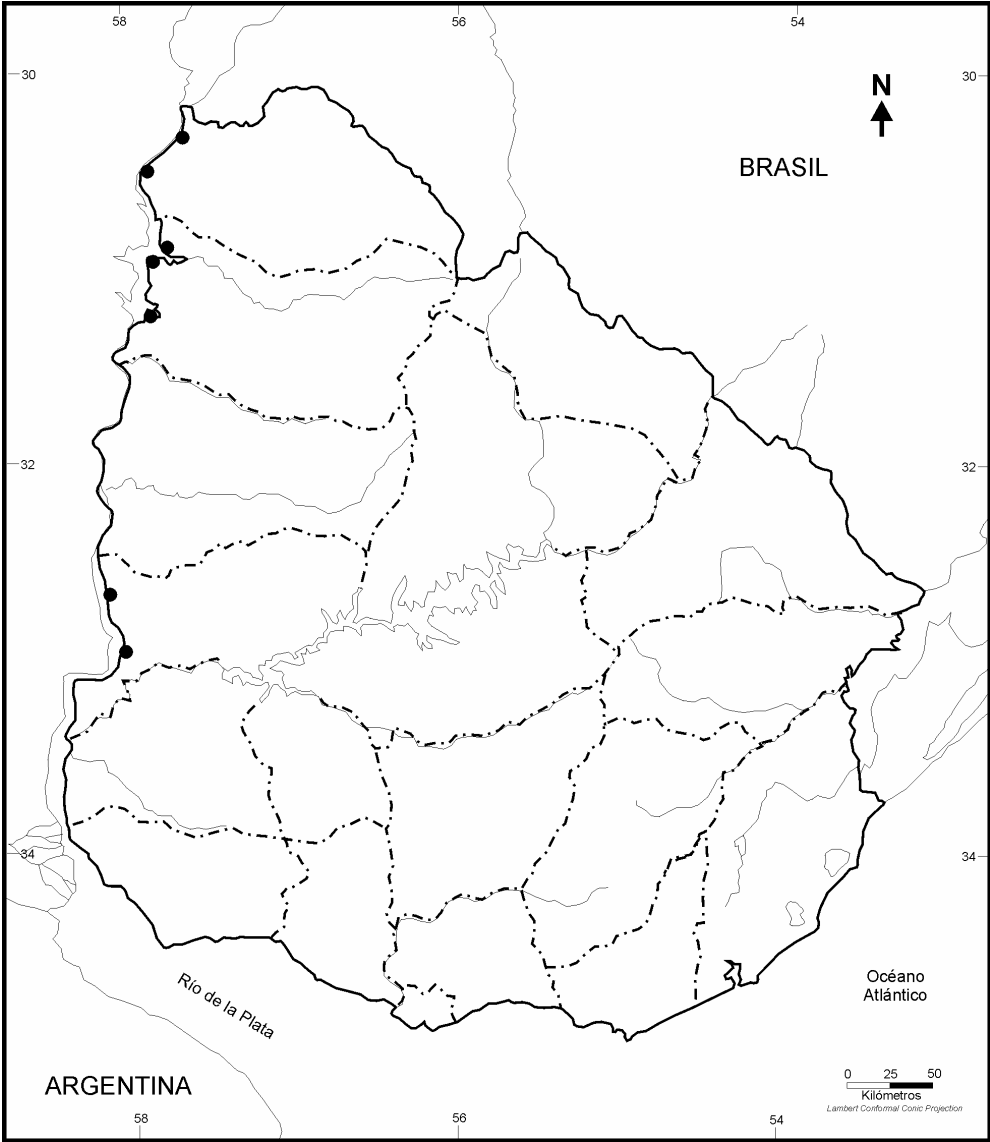 58
56
54
30
30
N
BRASIL
32
32
34
34
Río de la Plata
Océano
Atlántico
ARGENTINA
0 25 50
Kilómetros
Lambert Conformal Conic Projection
58
56
54